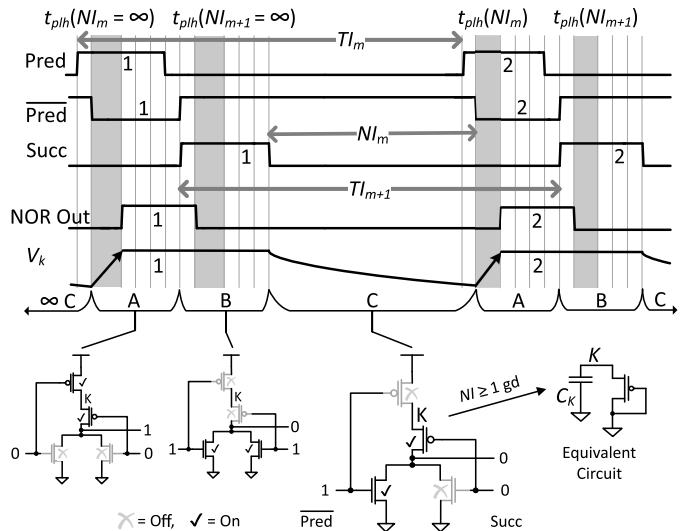 t_plh(NI_m = ∞) t_plh(NI_m+1 = ∞) t_plh(NI_m) t_plh(NI_m+1)
TI_m
Pred 1 2
Pred 1 2
NI_m
Succ 1 2
TI_m+1
NOR Out 1 2
V_k 1 2
∞ C A B C A B C
K
1
0 0
K
0
1 1
K
0
1 0
NI ≥ 1 gd
K
C_K
Equivalent
Circuit
= Off, ✓ = On Pred Succ